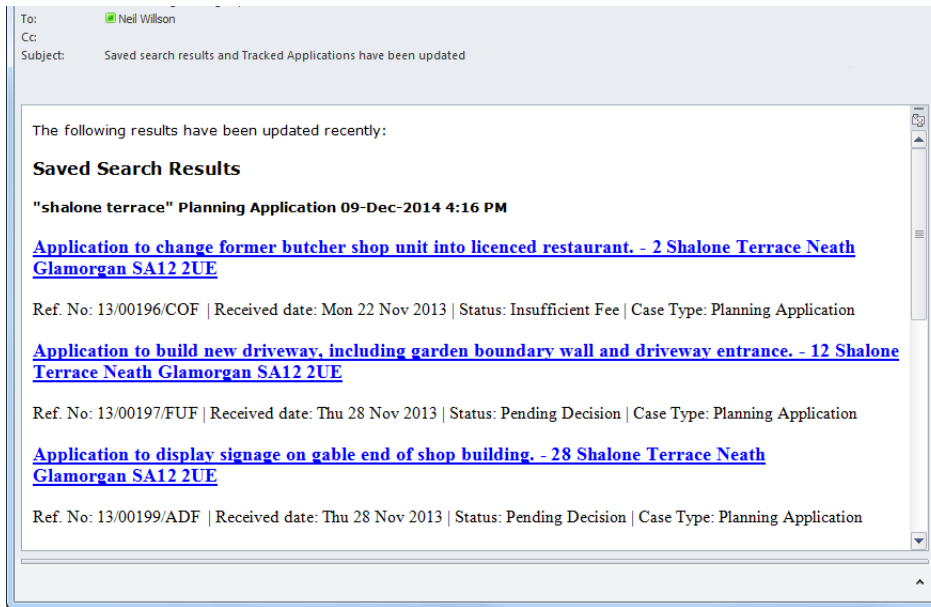 To: Neil Willson
Cc:
Subject: Saved search results and Tracked Applications have been updated
The following results have been updated recently:
Saved Search Results
"shalone terrace" Planning Application 09-Dec-2014 4:16 PM
Application to change former butcher shop unit into licenced restaurant. - 2 Shalone Terrace Neath
Glamorgan SA12 2UE
Ref. No: 13/00196/COF | Received date: Mon 22 Nov 2013 | Status: Insufficient Fee | Case Type: Planning Application
Application to build new driveway, including garden boundary wall and driveway entrance. - 12 Shalone
Terrace Neath Glamorgan SA12 2UE
Ref. No: 13/00197/FUF | Received date: Thu 28 Nov 2013 | Status: Pending Decision | Case Type: Planning Application
Application to display signage on gable end of shop building. - 28 Shalone Terrace Neath
Glamorgan SA12 2UE
Ref. No: 13/00199/ADF | Received date: Thu 28 Nov 2013 | Status: Pending Decision | Case Type: Planning Application